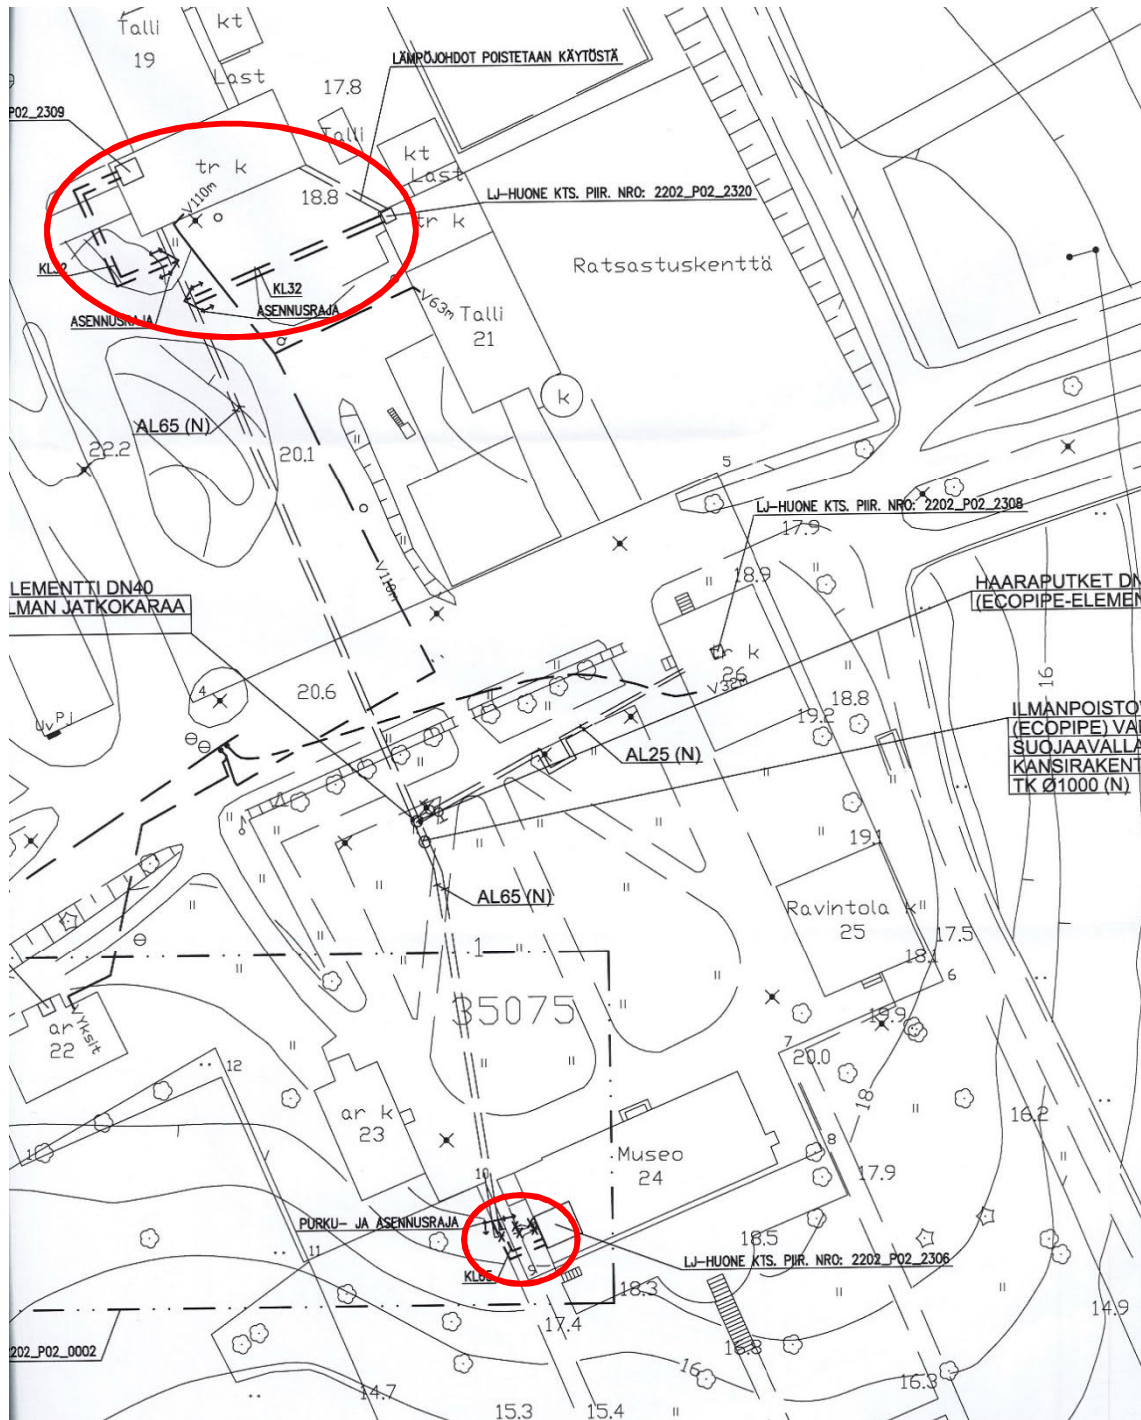 Talli
19
kt
Last
LÄMPÖJOHDOT POISTETAAN KÄYTÖSTÄ
17.8
P02_2309
Talli
kt
Last
tr k
V110m
18.8
LJ-HUONE KTS. PIIR. NRO: 2202_P02_2320
tr k
Ratsastuskenttä
KL32
KL32
ASENNUSRAJA
ASENNUSRAJA
V63m
Talli
21
k
AL65 (N)
22.2
20.1
5
LJ-HUONE KTS. PIIR. NRO: 2202_P02_2308
17.9
V110m
18.9
LEMENTTI DN40
LMAN JATKOKARAA
HAARAPUTKET DN
(ECOPIPE-ELEMEN
tr k
26
V32m
16
4
20.6
18.8
19.2
UvPj
ILMANPOISTOV
(ECOPIPE) VAR
SUOJAAVALLA
KANSIRAKENT
TK Ø1000 (N)
AL25 (N)
19.1
AL65 (N)
Ravintola k
25
17.5
18.1
6
1
35075
19.9
ar
22
VYksit
7
20.0
12
18
ar k
23
16.2
1
Museo
24
8
17.9
10
PURKU- JA ASENNUSRAJA
11
18.5
LJ-HUONE KTS. PIIR. NRO: 2202_P02_2306
KL65
9
18.3
17.4
14.9
202_P02_0002
16.8
16
14.7
16.3
15.3
15.4